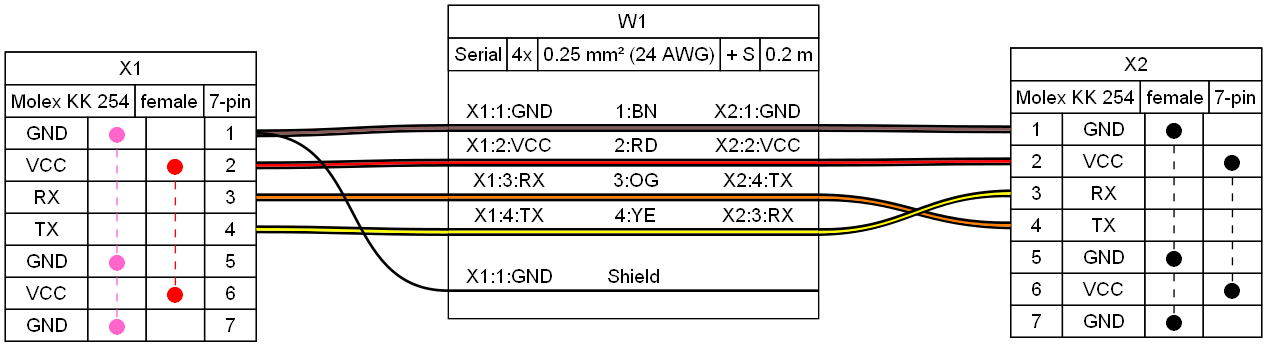 W1
Serial 4x 0.25 mm² (24 AWG) + S 0.2 m
X1:1:GND 1:BN X2:1:GND
X1:2:VCC 2:RD X2:2:VCC
X1:3:RX 3:OG X2:4:TX
X1:4:TX 4:YE X2:3:RX
X1:1:GND Shield
X1
Molex KK 254 female 7-pin
GND 1
VCC 2
RX 3
TX 4
GND 5
VCC 6
GND 7
X2
Molex KK 254 female 7-pin
1 GND
2 VCC
3 RX
4 TX
5 GND
6 VCC
7 GND